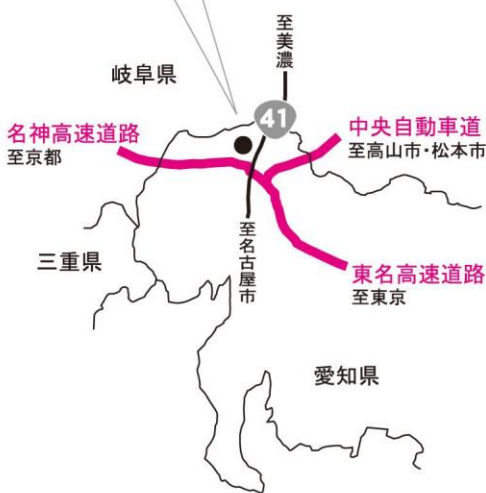 至美濃
岐阜県
41
名神高速道路
至京都
中央自動車道
至高山市・松本市
至名古屋市
三重県
東名高速道路
至東京
愛知県